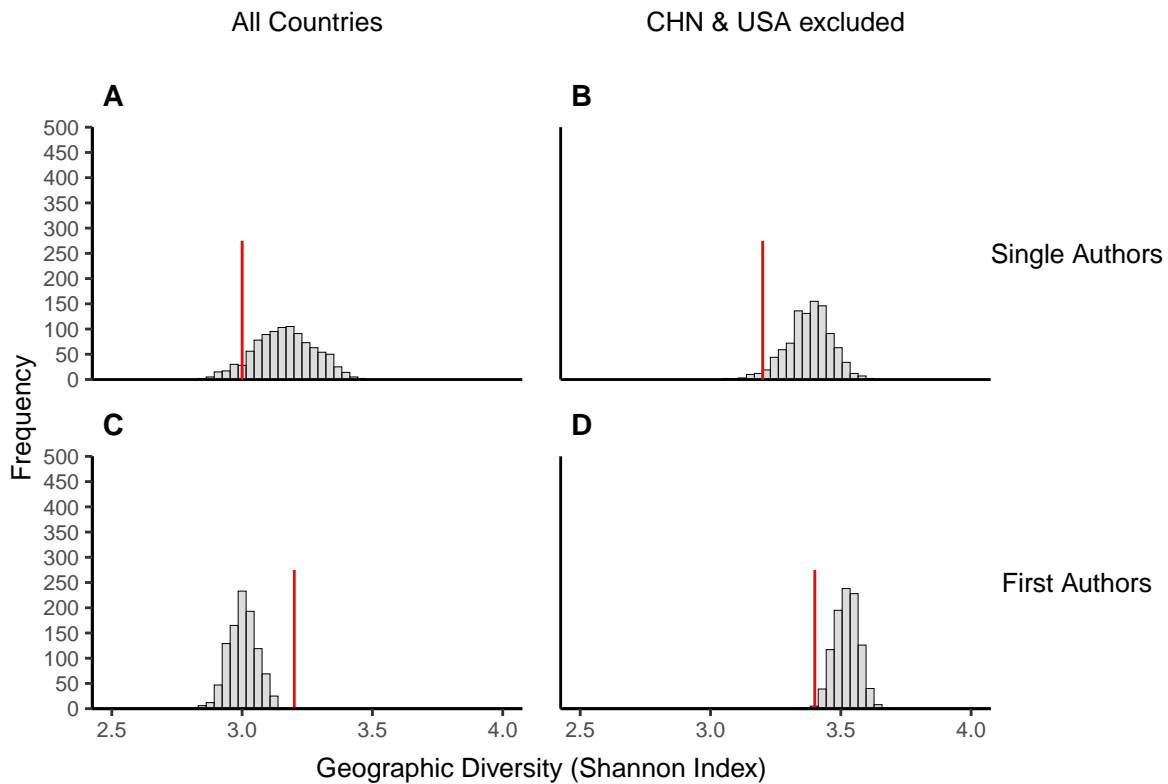 All Countries
CHN & USA excluded
A
B
500
450
400
350
300
250
200
150
100
50
0
Single Authors
Frequency
C
D
500
450
400
350
300
250
200
150
100
50
0
First Authors
2.5 3.0 3.5 4.0
2.5 3.0 3.5 4.0
Geographic Diversity (Shannon Index)